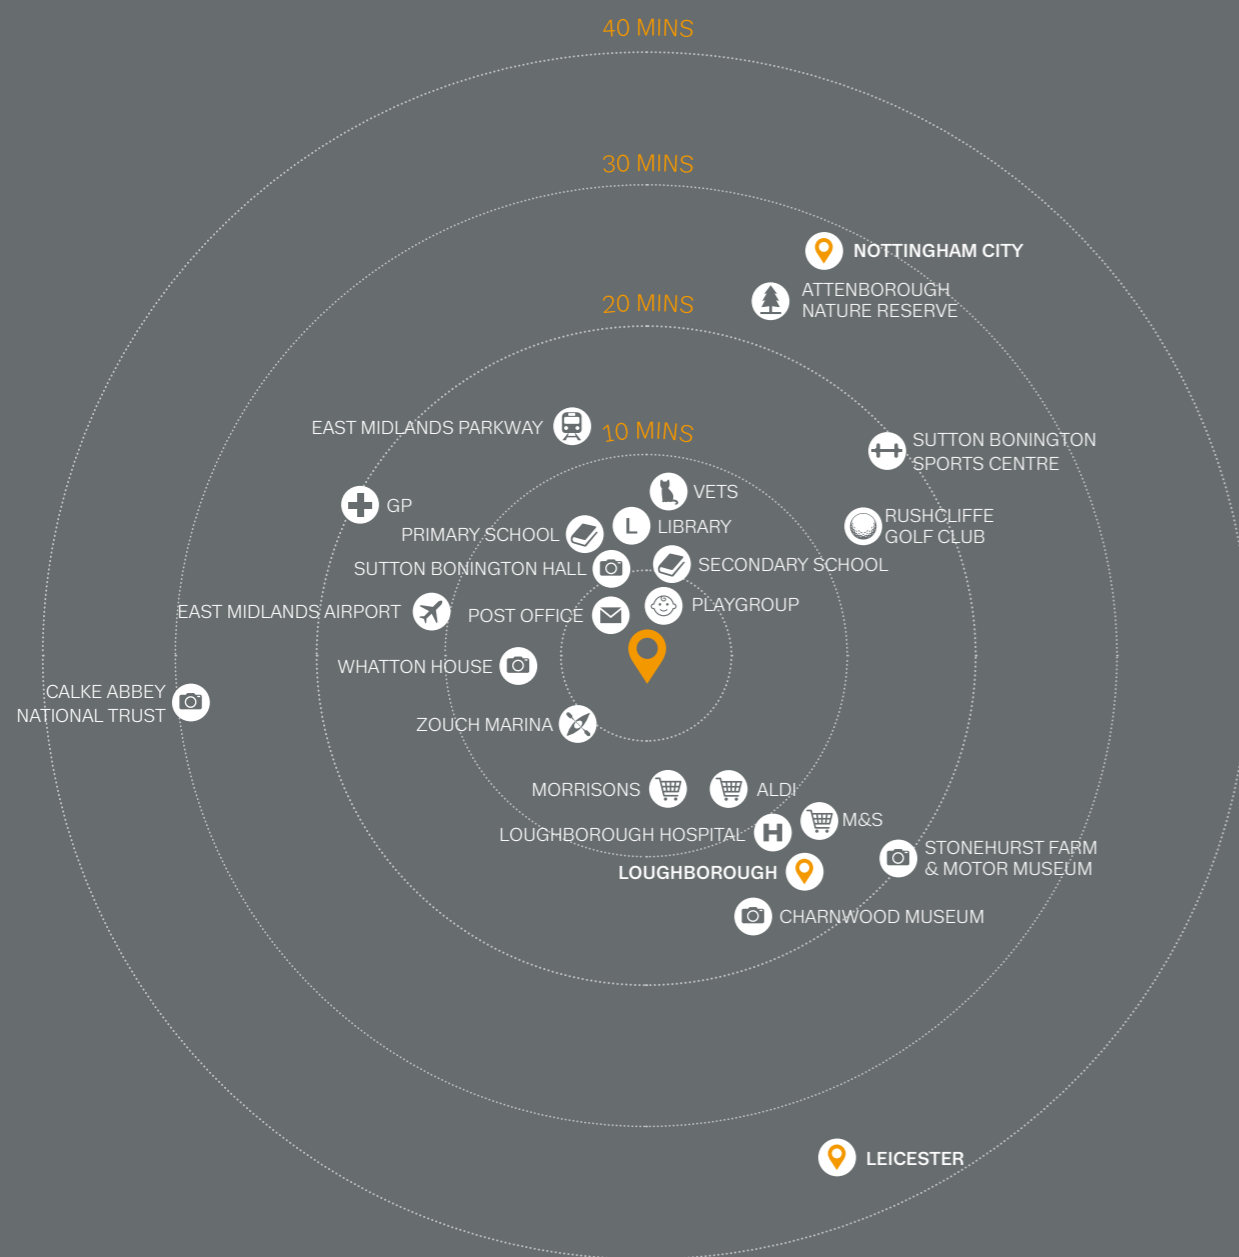 40 MINS
30 MINS
NOTTINGHAM CITY
ATTENBOROUGH
NATURE RESERVE
20 MINS
EAST MIDLANDS PARKWAY
10 MINS
SUTTON BONINGTON
SPORTS CENTRE
VETS
GP
RUSHCLIFFE
GOLF CLUB
L
LIBRARY
PRIMARY SCHOOL
SUTTON BONINGTON HALL
SECONDARY SCHOOL
EAST MIDLANDS AIRPORT
POST OFFICE
PLAYGROUP
WHATTON HOUSE
CALKE ABBEY
NATIONAL TRUST
ZOUCH MARINA
MORRISONS
ALDI
M&S
LOUGHBOROUGH HOSPITAL
H
STONEHURST FARM
& MOTOR MUSEUM
LOUGHBOROUGH
CHARNWOOD MUSEUM
LEICESTER